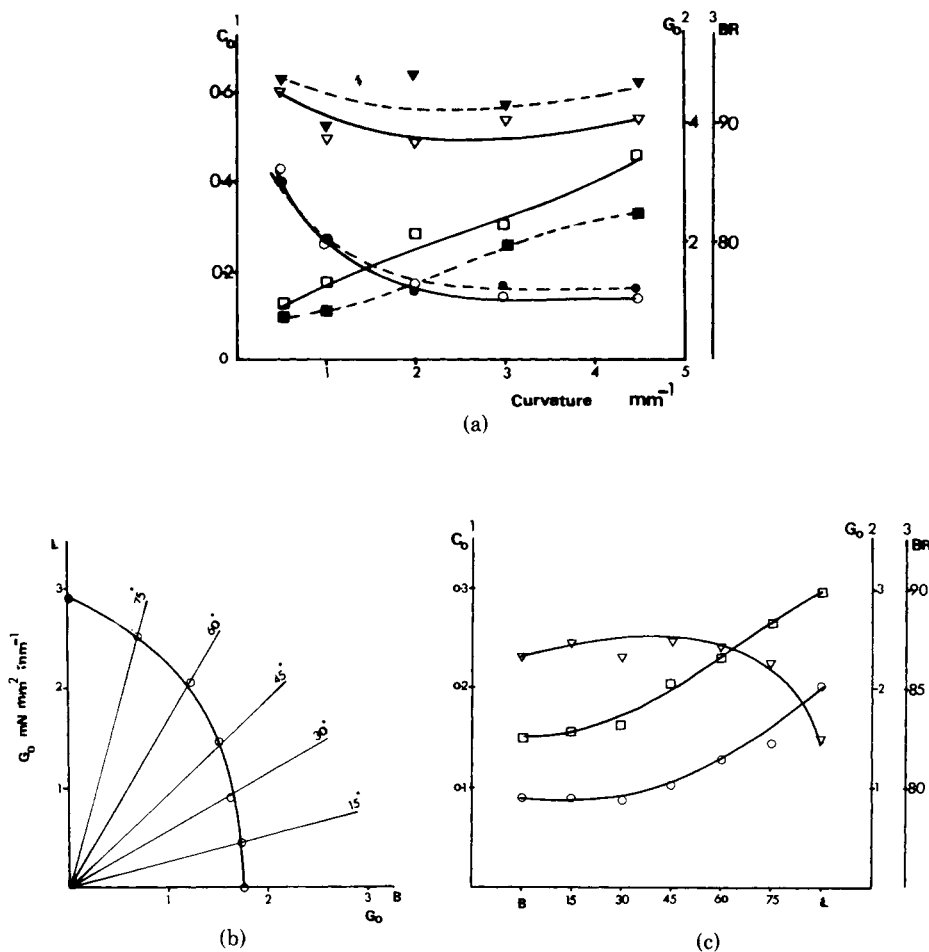 1 2 3
C₀ G₀ BR
0·6 4 90
0·4 2 80
0·2
0
1 2 3 4 5
Curvature mm⁻¹
(a)
L
3
2
1
G₀ mN mm² mm⁻¹
75°
60°
45°
30°
15°
1 2 3 B
G₀
(b)
1 2 3
C₀ G₀ BR
0·3 3 90
0·2 2 85
0·1 1 80
B 15 30 45 60 75 L
(c)